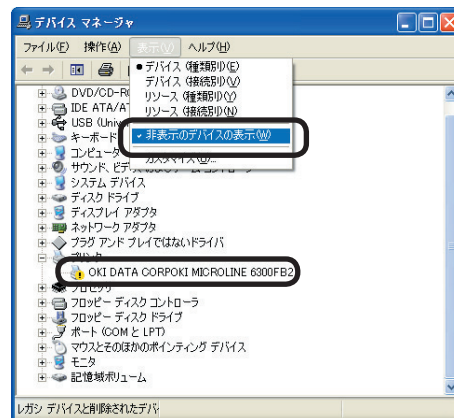 デバイス マネージャ
ファイル(F) 操作(A) 表示(V) ヘルプ(H)
デバイス (種類別)(E)
デバイス (接続別)(V)
リソース (種類別)(Y)
リソース (接続別)(N)
非表示のデバイスの表示(W)
カスタマイズ(U)...
DVD/CD-R
IDE ATA/AT
USB (Univ
キーボード
コンピュータ
サウンド、ビデ
システム デバイス
ディスク ドライブ
ディスプレイ アダプタ
ネットワーク アダプタ
プラグ アンド プレイではないドライバ
プリンタ
OKI DATA CORPOKI MICROLINE 6300FB2
プロセッサ
フロッピー ディスク コントローラ
フロッピー ディスク ドライブ
ポート (COM と LPT)
マウスとそのほかのポインティング デバイス
モニタ
記憶域ボリューム
レガシ デバイスと削除されたデバ